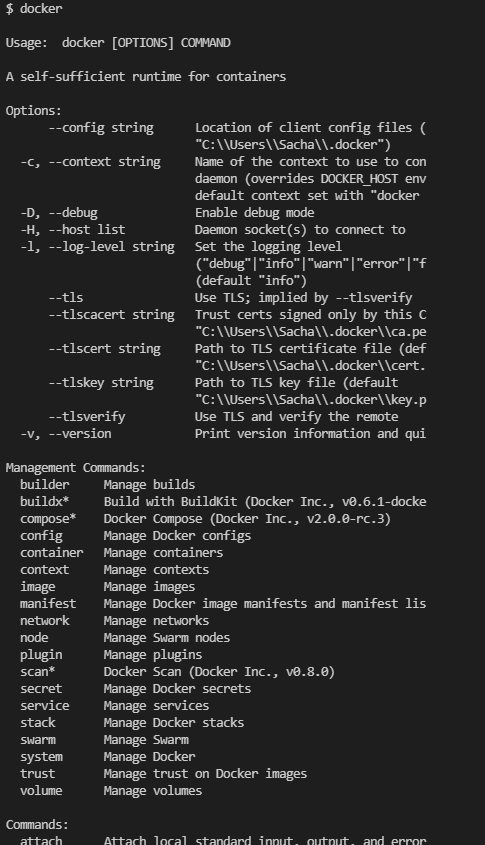 $ docker
Usage:  docker [OPTIONS] COMMAND
A self-sufficient runtime for containers
Options:
      --config string      Location of client config files (
                           "C:\\Users\\Sacha\\.docker")
  -c, --context string     Name of the context to use to con
                           daemon (overrides DOCKER_HOST env
                           default context set with "docker
  -D, --debug              Enable debug mode
  -H, --host list          Daemon socket(s) to connect to
  -l, --log-level string   Set the logging level
                           ("debug"|"info"|"warn"|"error"|"f
                           (default "info")
      --tls                Use TLS; implied by --tlsverify
      --tlscacert string   Trust certs signed only by this C
                           "C:\\Users\\Sacha\\.docker\\ca.pe
      --tlscert string     Path to TLS certificate file (def
                           "C:\\Users\\Sacha\\.docker\\cert.
      --tlskey string      Path to TLS key file (default
                           "C:\\Users\\Sacha\\.docker\\key.p
      --tlsverify          Use TLS and verify the remote
  -v, --version            Print version information and qui
Management Commands:
  builder     Manage builds
  buildx*     Build with BuildKit (Docker Inc., v0.6.1-docke
  compose*    Docker Compose (Docker Inc., v2.0.0-rc.3)
  config      Manage Docker configs
  container   Manage containers
  context     Manage contexts
  image       Manage images
  manifest    Manage Docker image manifests and manifest lis
  network     Manage networks
  node        Manage Swarm nodes
  plugin      Manage plugins
  scan*       Docker Scan (Docker Inc., v0.8.0)
  secret      Manage Docker secrets
  service     Manage services
  stack       Manage Docker stacks
  swarm       Manage Swarm
  system      Manage Docker
  trust       Manage trust on Docker images
  volume      Manage volumes
Commands:
  attach      Attach local standard input, output, and error